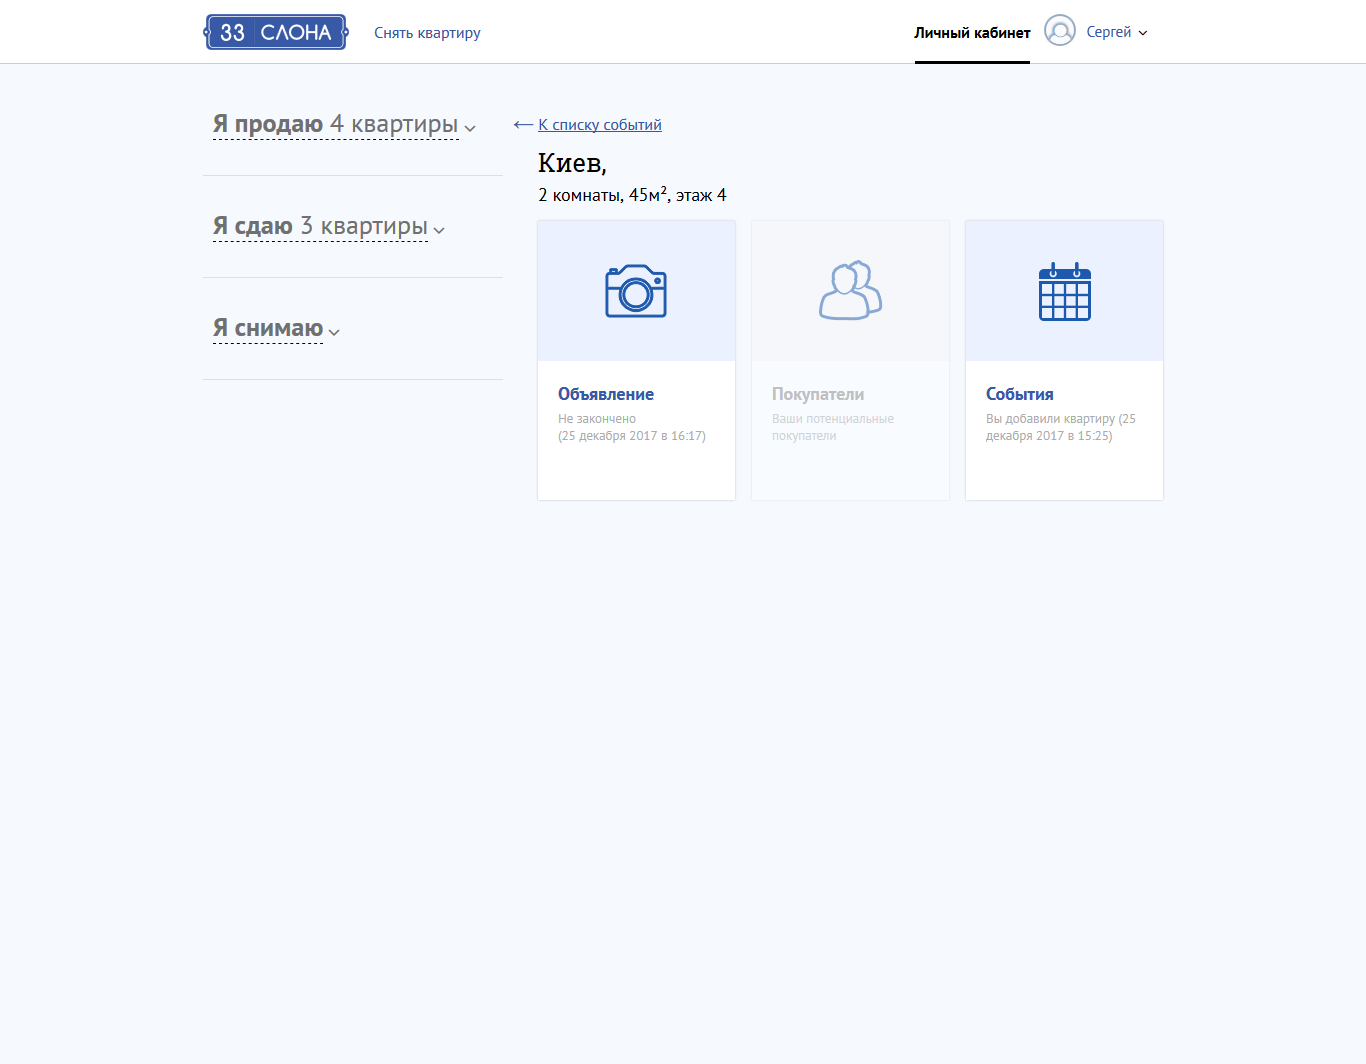 33 СЛОНА
Снять квартиру
Личный кабинет
Сергей
Я продаю 4 квартиры
Я сдаю 3 квартиры
Я снимаю
← К списку событий
Киев,
2 комнаты, 45м², этаж 4
Объявление
Не закончено
(25 декабря 2017 в 16:17)
Покупатели
Ваши потенциальные
покупатели
События
Вы добавили квартиру (25
декабря 2017 в 15:25)